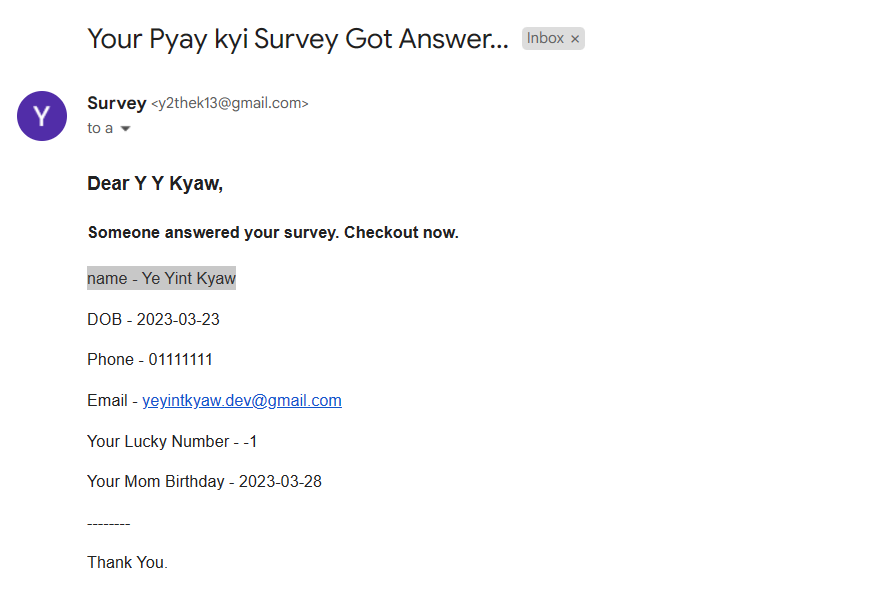 Your Pyay kyi Survey Got Answer... Inbox ×
Y
Survey <y2thek13@gmail.com>
to a
Dear Y Y Kyaw,
Someone answered your survey. Checkout now.
name - Ye Yint Kyaw
DOB - 2023-03-23
Phone - 01111111
Email - yeyintkyaw.dev@gmail.com
Your Lucky Number - -1
Your Mom Birthday - 2023-03-28
--------
Thank You.